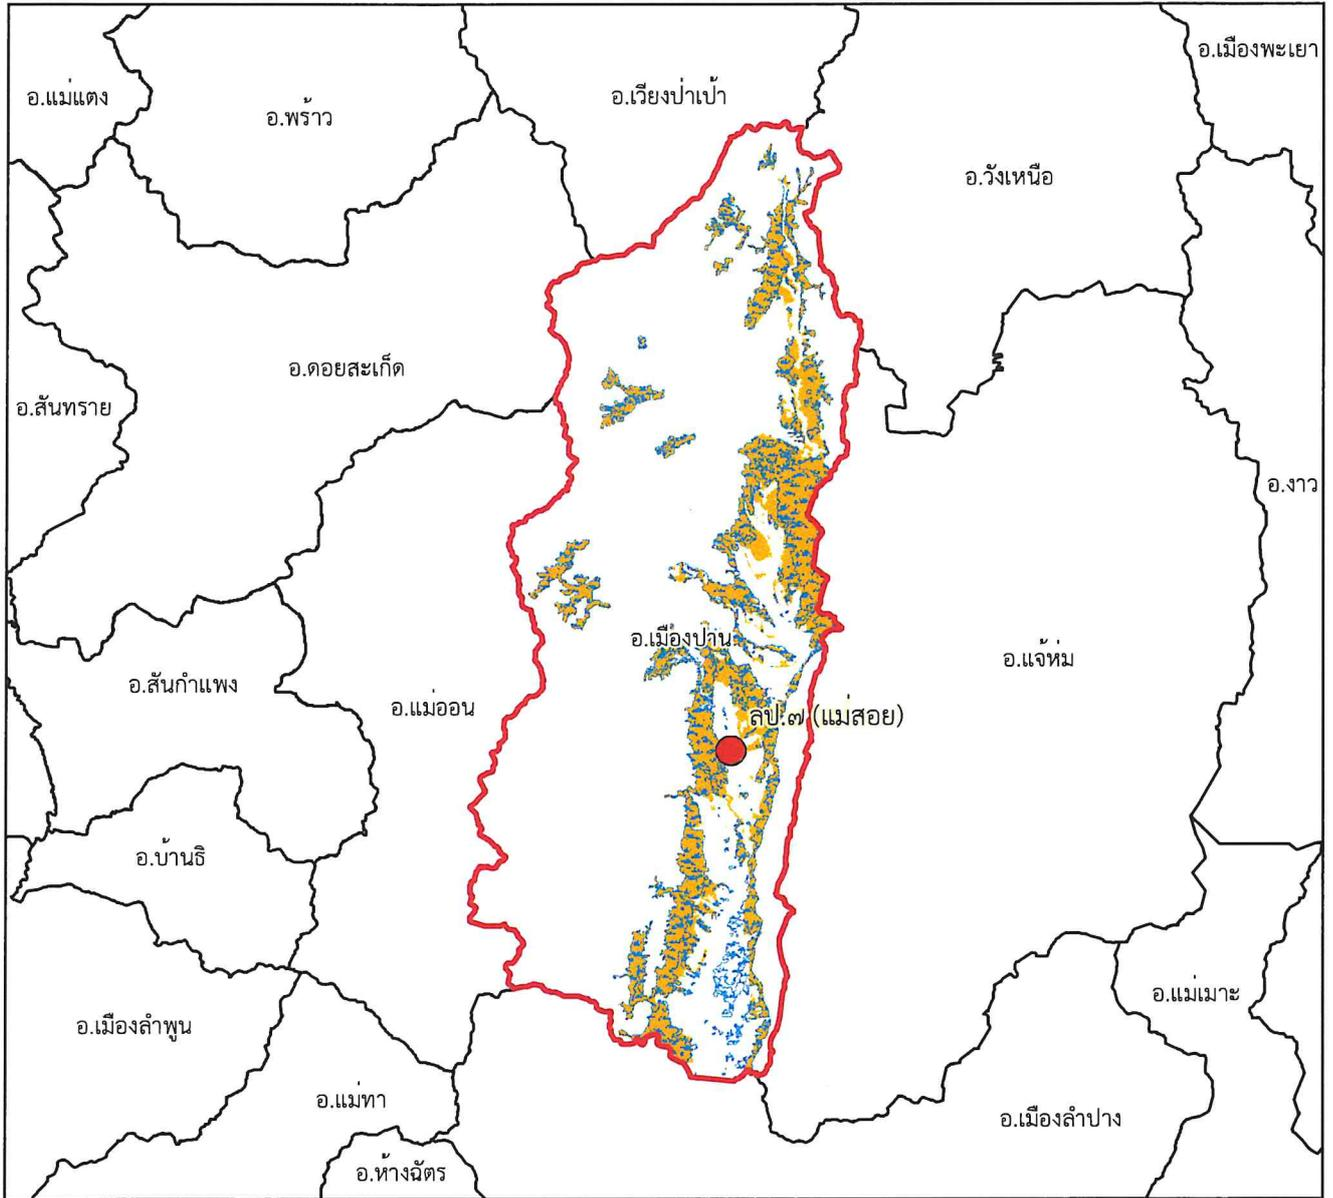 อ.เมืองพะเยา
อ.แม่แตง
อ.พร้าว
อ.เวียงป่าเป้า
อ.วังเหนือ
อ.ดอยสะเก็ด
อ.สันทราย
อ.งาว
อ.เมืองปาน
อ.แจ้ห่ม
อ.สันกำแพง
อ.แม่ออน
ลป.๗ (แม่สอย)
อ.บ้านธิ
อ.แม่เมาะ
อ.เมืองลำพูน
อ.แม่ทา
อ.เมืองลำปาง
อ.ห้างฉัตร